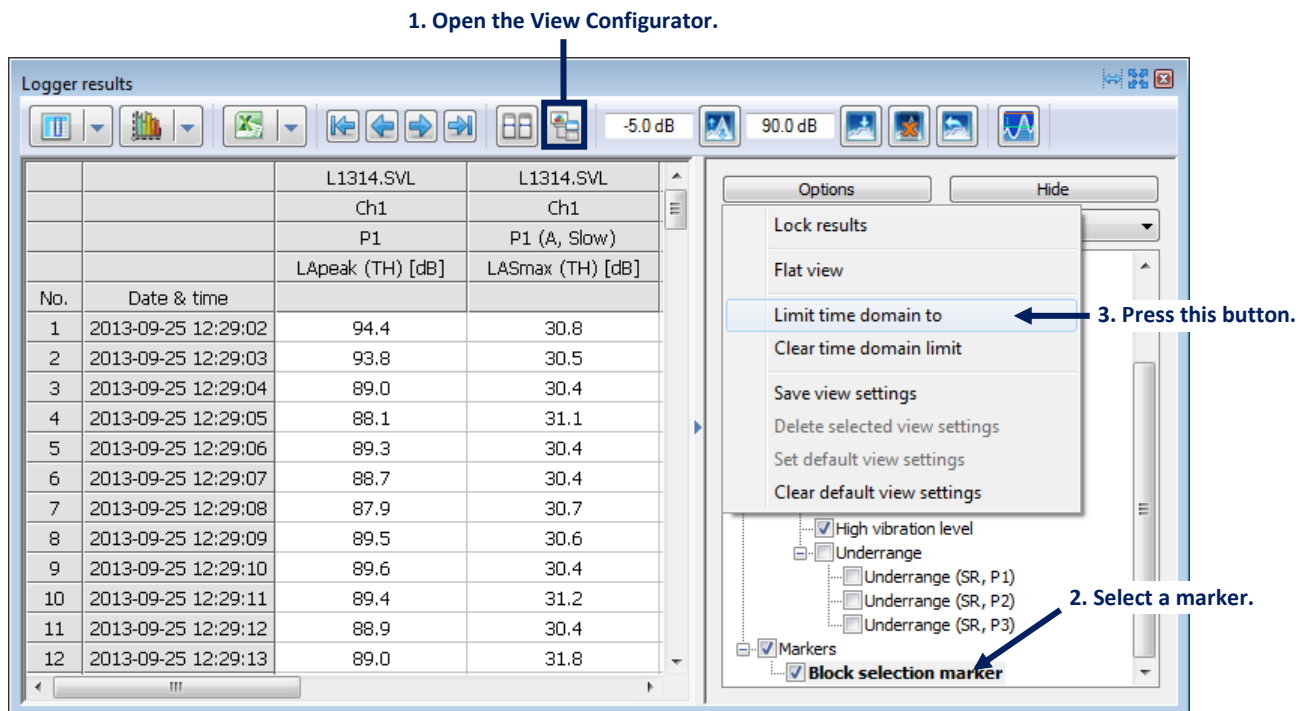 1. Open the View Configurator.
Logger results
-5.0 dB
90.0 dB
L1314.SVL L1314.SVL
Ch1 Ch1
P1 P1 (A, Slow)
LApeak (TH) [dB] LASmax (TH) [dB]
No. Date & time
1 2013-09-25 12:29:02 94.4 30.8
2 2013-09-25 12:29:03 93.8 30.5
3 2013-09-25 12:29:04 89.0 30.4
4 2013-09-25 12:29:05 88.1 31.1
5 2013-09-25 12:29:06 89.3 30.4
6 2013-09-25 12:29:07 88.7 30.4
7 2013-09-25 12:29:08 87.9 30.7
8 2013-09-25 12:29:09 89.5 30.6
9 2013-09-25 12:29:10 89.6 30.4
10 2013-09-25 12:29:11 89.4 31.2
11 2013-09-25 12:29:12 88.9 30.4
12 2013-09-25 12:29:13 89.0 31.8
Options Hide
Lock results
Flat view
Limit time domain to
3. Press this button.
Clear time domain limit
Save view settings
Delete selected view settings
Set default view settings
Clear default view settings
High vibration level
Underrange
Underrange (SR, P1)
Underrange (SR, P2)
Underrange (SR, P3)
2. Select a marker.
Markers
Block selection marker